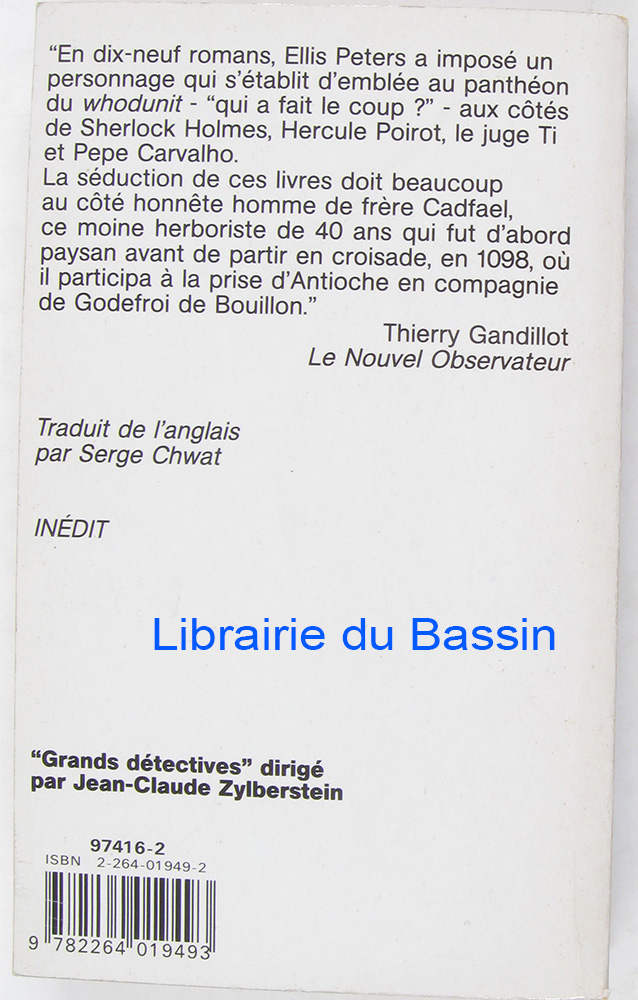 “En dix-neuf romans, Ellis Peters a imposé un
personnage qui s’établit d’emblée au panthéon
du whodunit - “qui a fait le coup ?” - aux côtés
de Sherlock Holmes, Hercule Poirot, le juge Ti
et Pepe Carvalho.
La séduction de ces livres doit beaucoup
au côté honnête homme de frère Cadfael,
ce moine herboriste de 40 ans qui fut d’abord
paysan avant de partir en croisade, en 1098, où
il participa à la prise d’Antioche en compagnie
de Godefroi de Bouillon.”
Thierry Gandillot
Le Nouvel Observateur
Traduit de l’anglais
par Serge Chwat
INÉDIT
Librairie du Bassin
“Grands détectives” dirigé
par Jean-Claude Zylberstein
97416-2
ISBN 2-264-01949-2
9 782264 019493